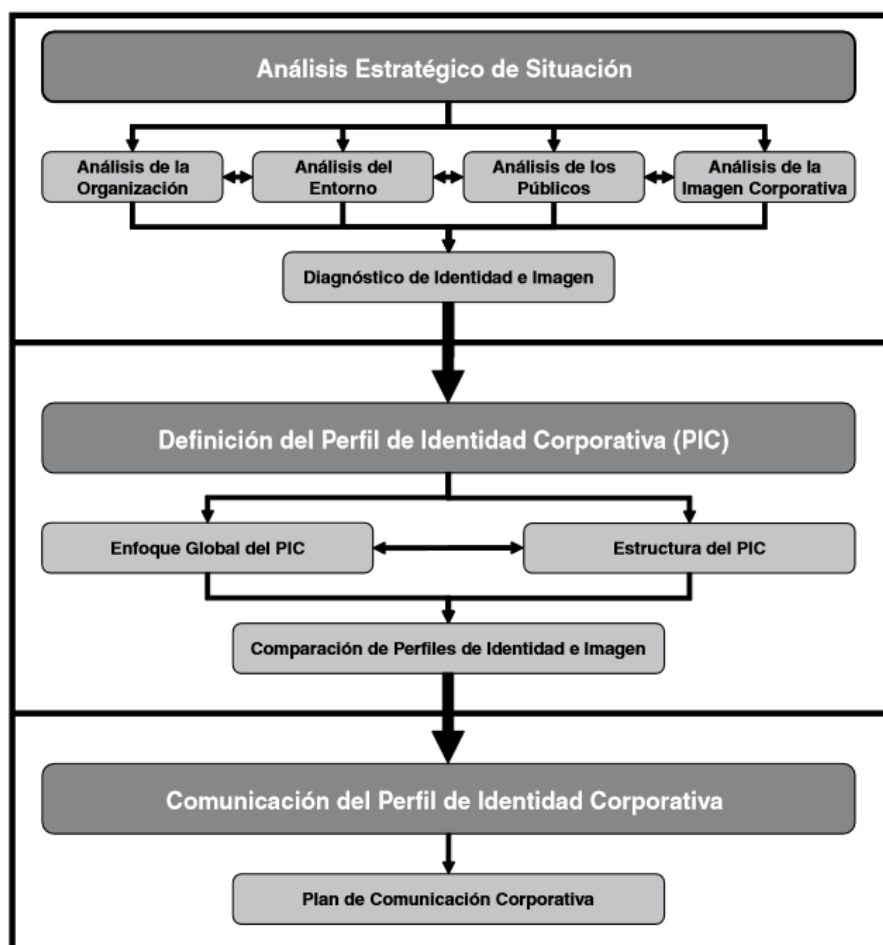 Análisis Estratégico de Situación
Análisis de la
Organización
Análisis del
Entorno
Análisis de los
Públicos
Análisis de la
Imagen Corporativa
Diagnóstico de Identidad e Imagen
Definición del Perfil de Identidad Corporativa (PIC)
Enfoque Global del PIC
Estructura del PIC
Comparación de Perfiles de Identidad e Imagen
Comunicación del Perfil de Identidad Corporativa
Plan de Comunicación Corporativa